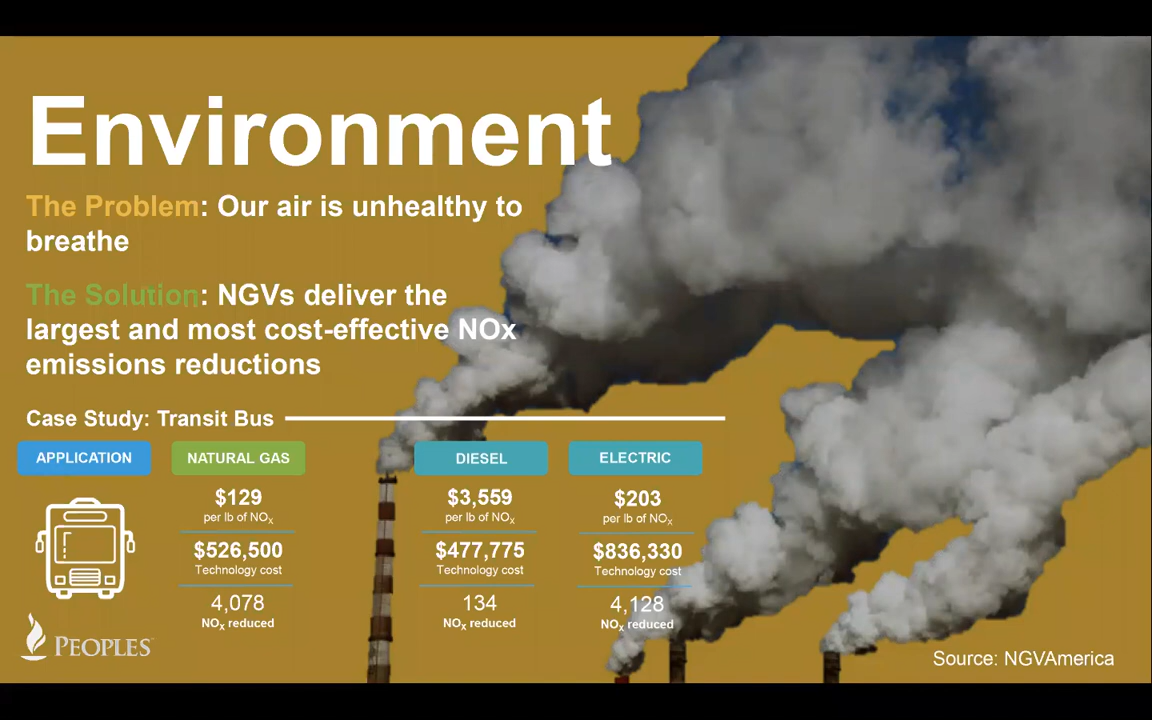 Environment
The Problem: Our air is unhealthy to
breathe
The Solution: NGVs deliver the
largest and most cost-effective NOx
emissions reductions
Case Study: Transit Bus
APPLICATION
NATURAL GAS
DIESEL
ELECTRIC
$129
per lb of NOx
$3,559
per lb of NOx
$203
per lb of NOx
$526,500
Technology cost
$477,775
Technology cost
$836,330
Technology cost
4,078
NOx reduced
134
NOx reduced
4,128
NOx reduced
PEOPLES
Source: NGVAmerica